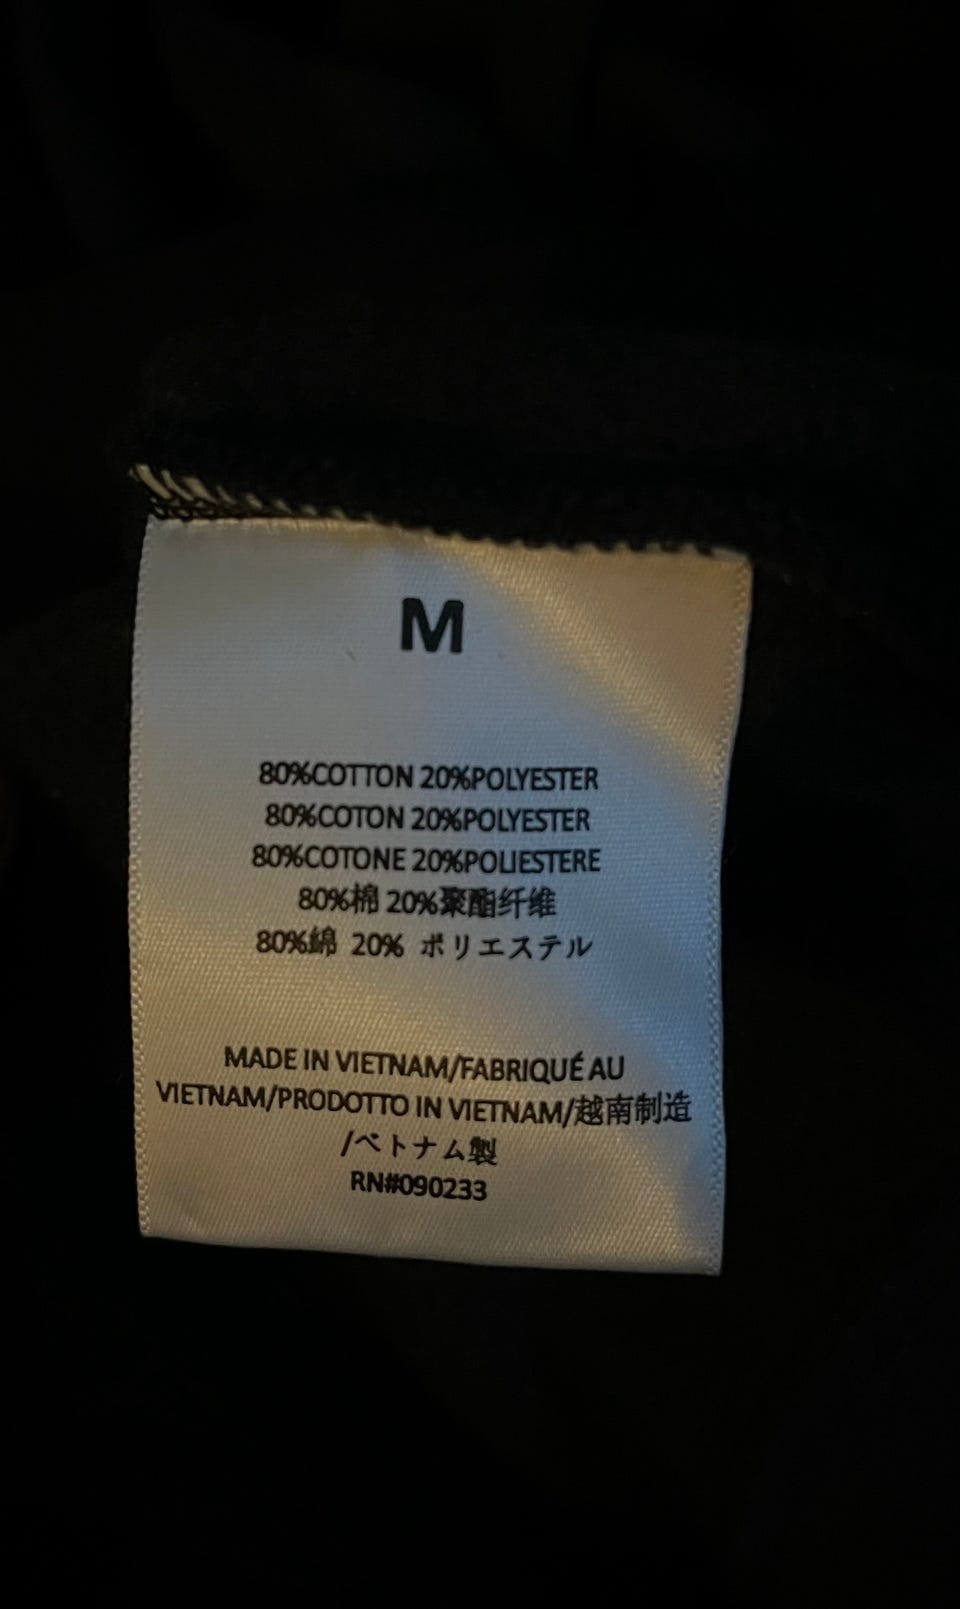 M
80%COTTON 20%POLYESTER
80%COTON 20%POLYESTER
80%COTONE 20%POLIESTERE
80%棉 20%聚酯纤维
80%綿 20% ポリエステル
MADE IN VIETNAM/FABRIQUÉ AU
VIETNAM/PRODOTTO IN VIETNAM/越南制造
/ベトナム製
RN#090233